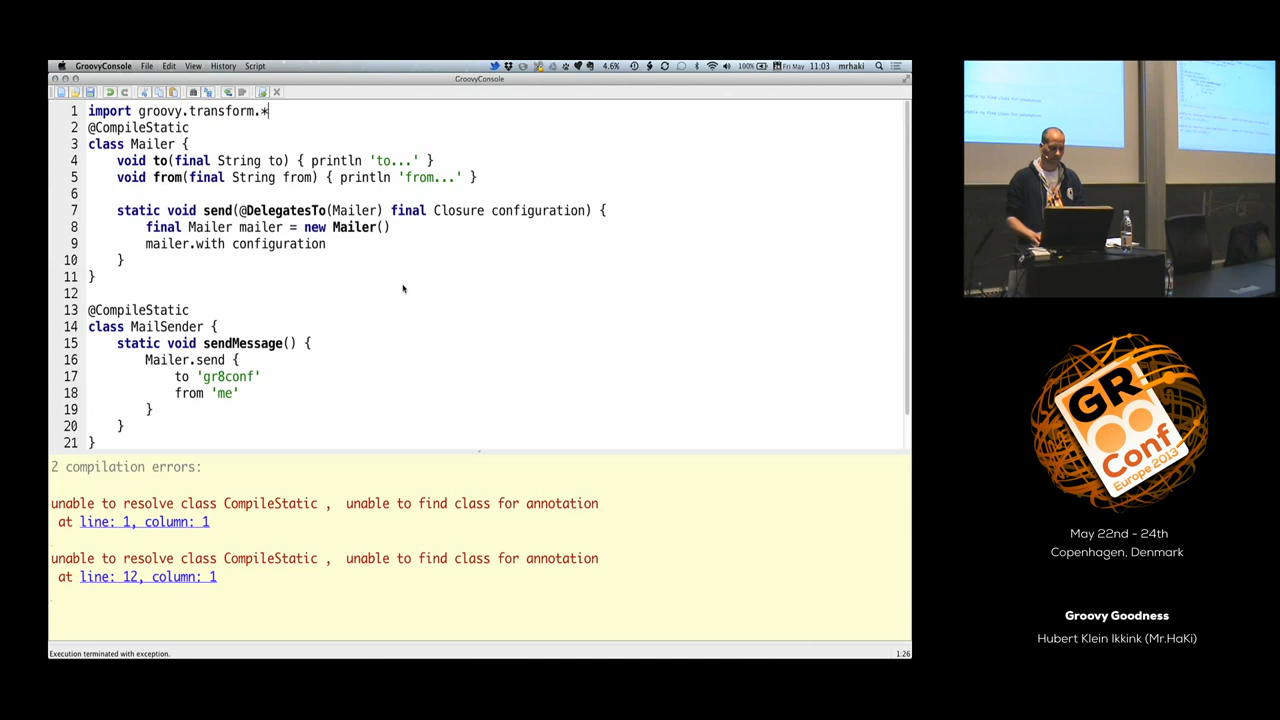 GroovyConsole File Edit View History Script
4.6% 100% Fri May 11:03 mrhaki
GroovyConsole
1 import groovy.transform.*
2 @CompileStatic
3 class Mailer {
4 void to(final String to) { println 'to...' }
5 void from(final String from) { println 'from...' }
6
7 static void send(@DelegatesTo(Mailer) final Closure configuration) {
8 final Mailer mailer = new Mailer()
9 mailer.with configuration
10 }
11 }
12
13 @CompileStatic
14 class MailSender {
15 static void sendMessage() {
16 Mailer.send {
17 to 'gr8conf'
18 from 'me'
19 }
20 }
21 }
2 compilation errors:
unable to resolve class CompileStatic ,  unable to find class for annotation
at line: 1, column: 1
unable to resolve class CompileStatic ,  unable to find class for annotation
at line: 12, column: 1
Execution terminated with exception.
1:26
GR
Conf
Europe 2013
May 22nd - 24th
Copenhagen, Denmark
Groovy Goodness
Hubert Klein Ikkink (Mr.HaKi)